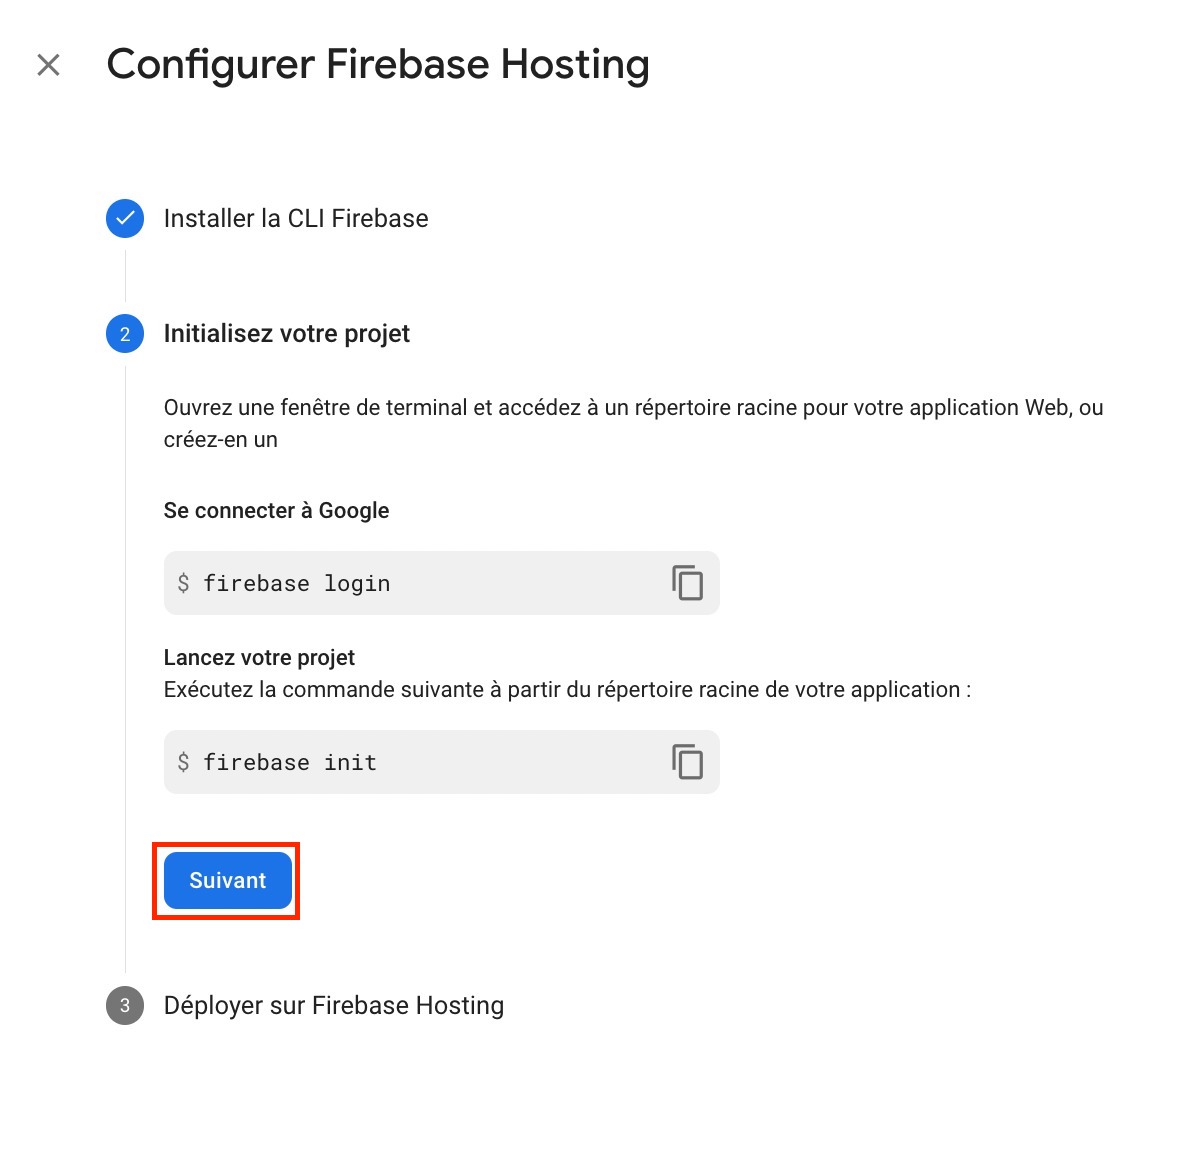 Configurer Firebase Hosting
Installer la CLI Firebase
2 Initialisez votre projet
Ouvrez une fenêtre de terminal et accédez à un répertoire racine pour votre application Web, ou
créez-en un
Se connecter à Google
$ firebase login
Lancez votre projet
Exécutez la commande suivante à partir du répertoire racine de votre application :
$ firebase init
Suivant
3 Déployer sur Firebase Hosting